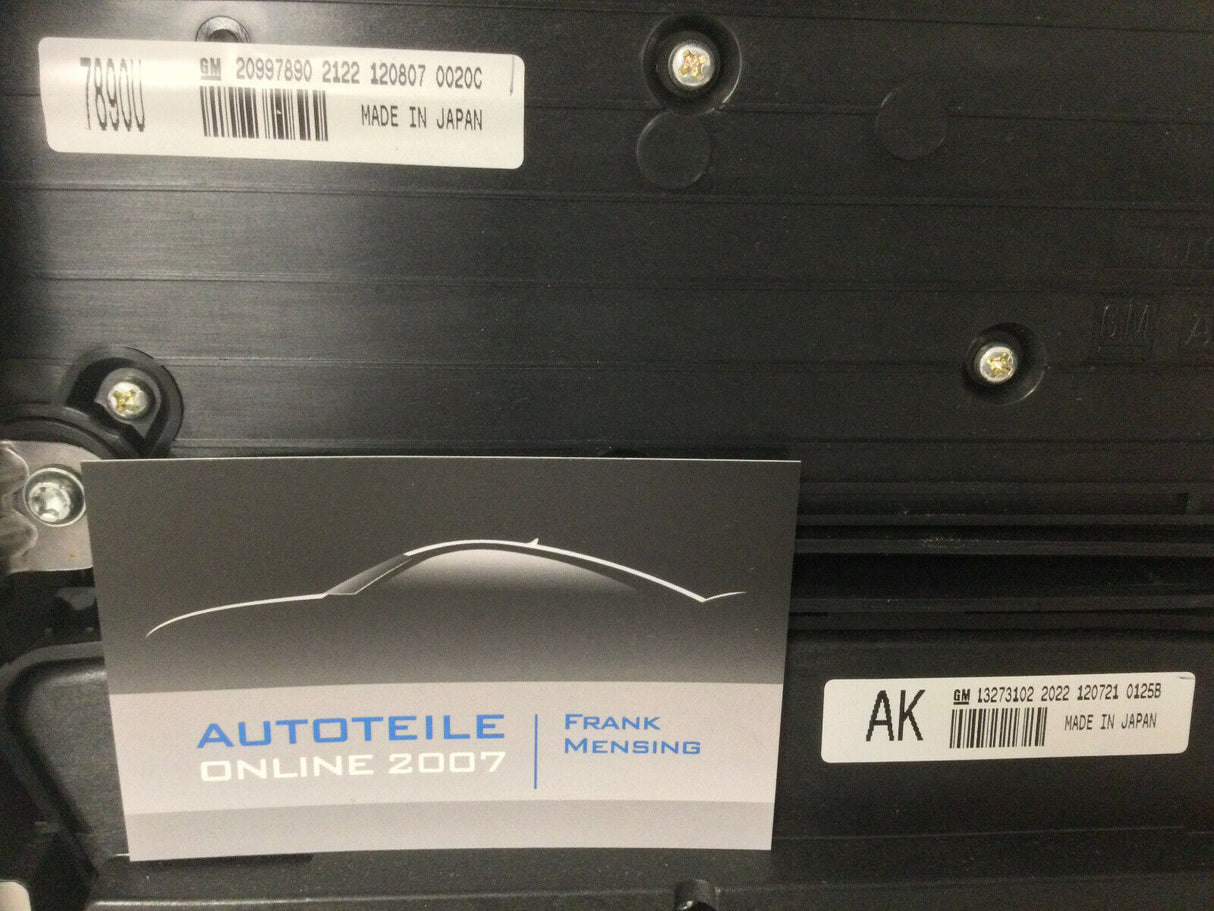 7890U
GM 20997890 2122 120807 0020C
MADE IN JAPAN
GM
AUTOTEILE
ONLINE 2007
FRANK
MENSING
AK
GM 13273102 2022 120721 0125B
MADE IN JAPAN